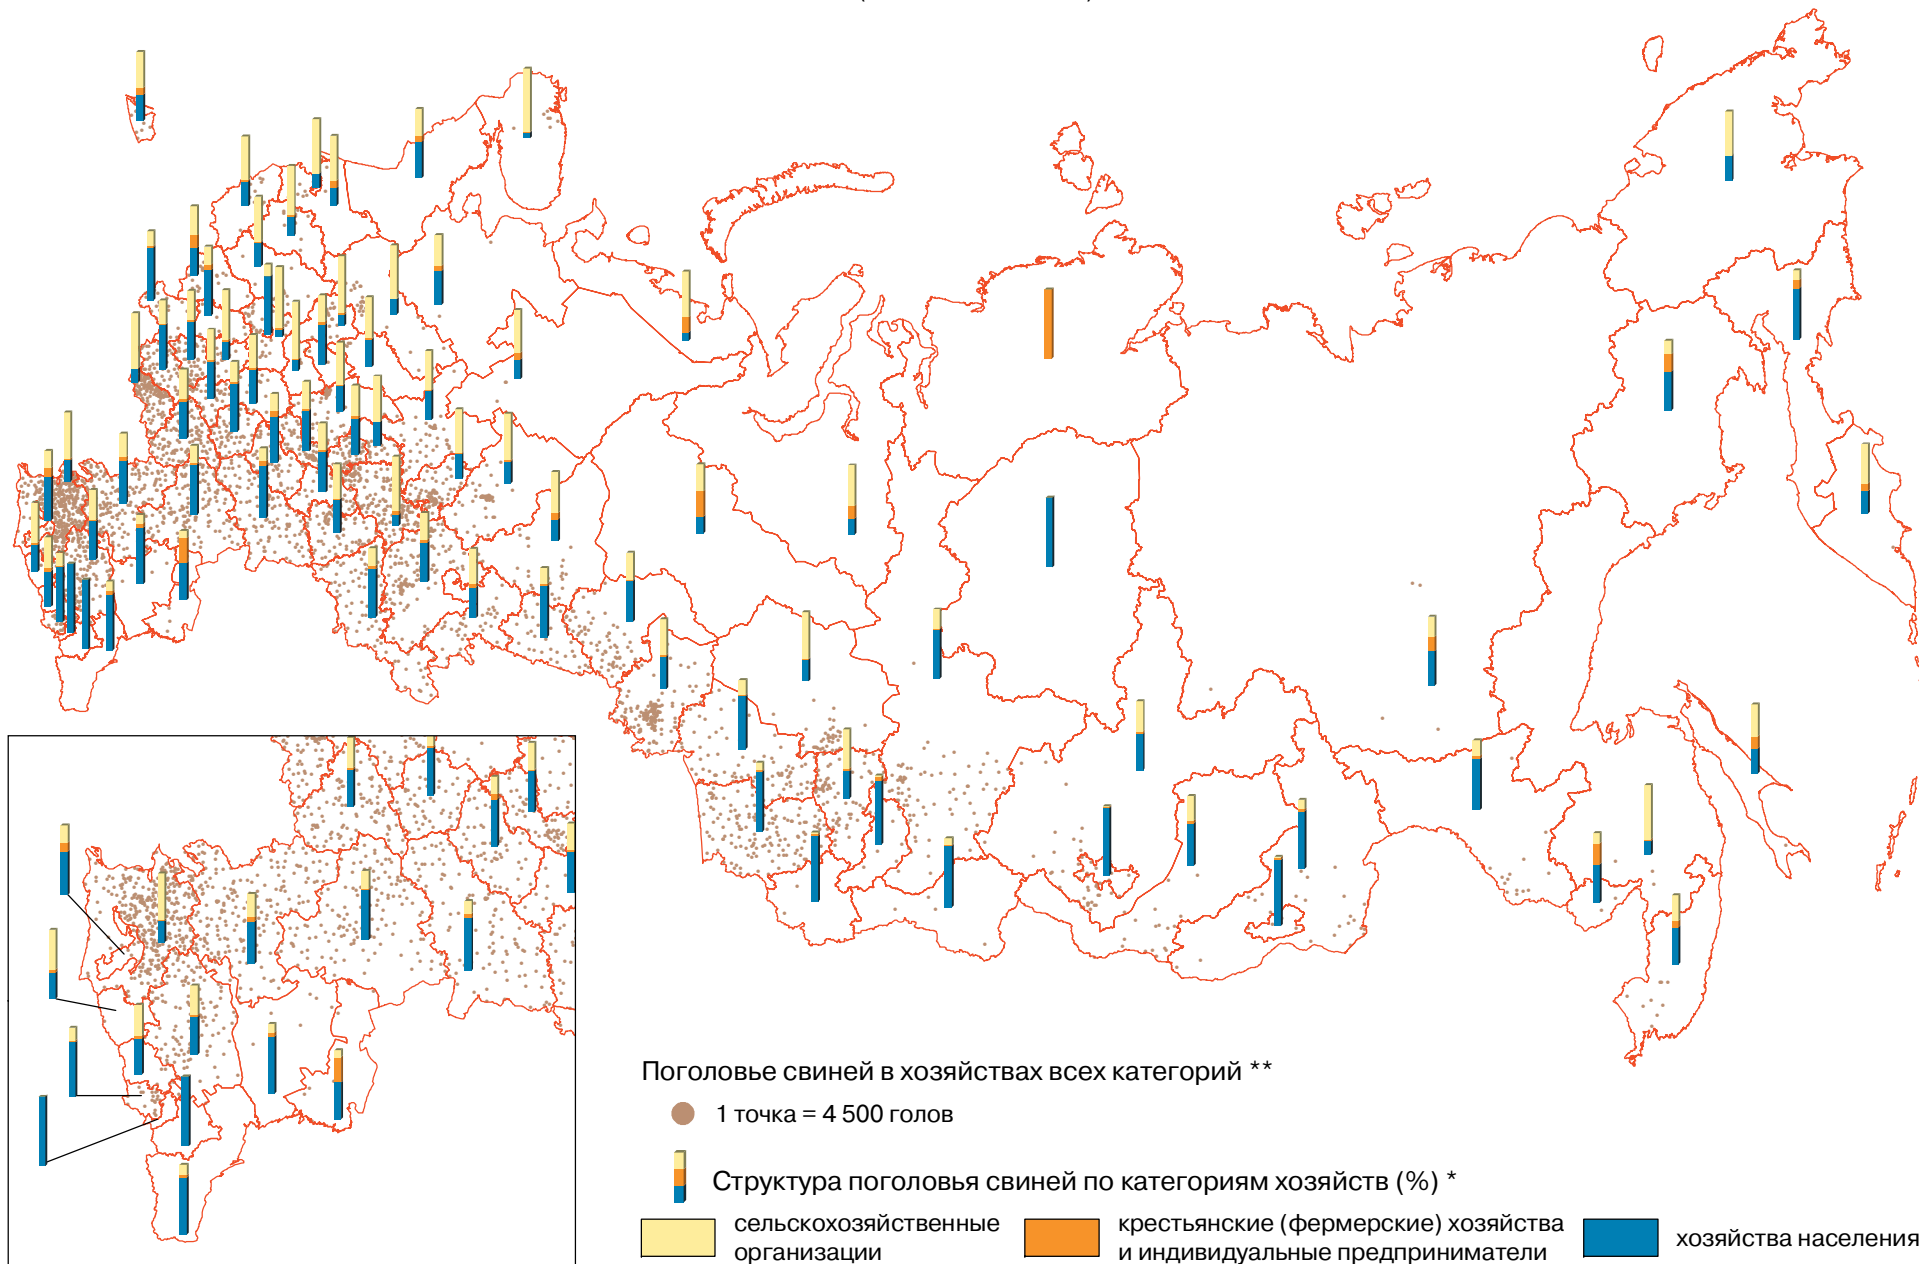 Поголовье свиней в хозяйствах всех категорий **
1 точка = 4 500 голов
Структура поголовья свиней по категориям хозяйств (%) *
сельскохозяйственные
организации
крестьянские (фермерские) хозяйства
и индивидуальные предприниматели
хозяйства населения